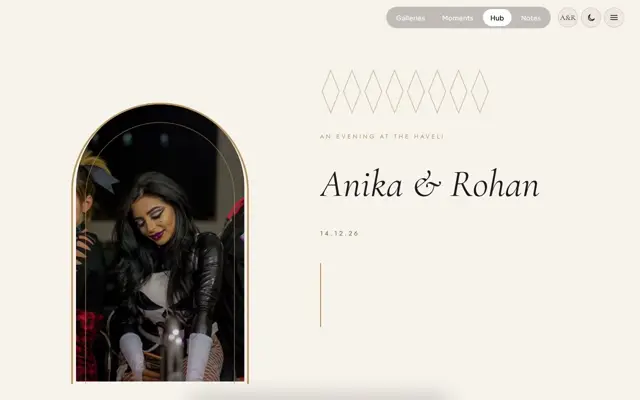 Galleries Moments Hub Notes A&R
AN EVENING AT THE HAVELI
Anika & Rohan
14.12.26